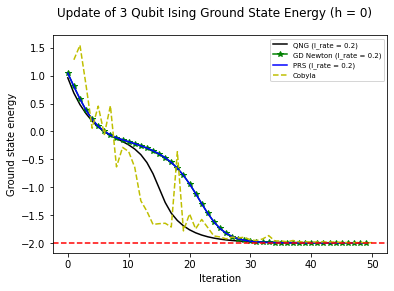 Update of 3 Qubit Ising Ground State Energy (h = 0)
QNG (l_rate = 0.2)
GD Newton (l_rate = 0.2)
PRS (l_rate = 0.2)
Cobyla
Ground state energy
1.5
1.0
0.5
0.0
−0.5
−1.0
−1.5
−2.0
0 10 20 30 40 50
Iteration